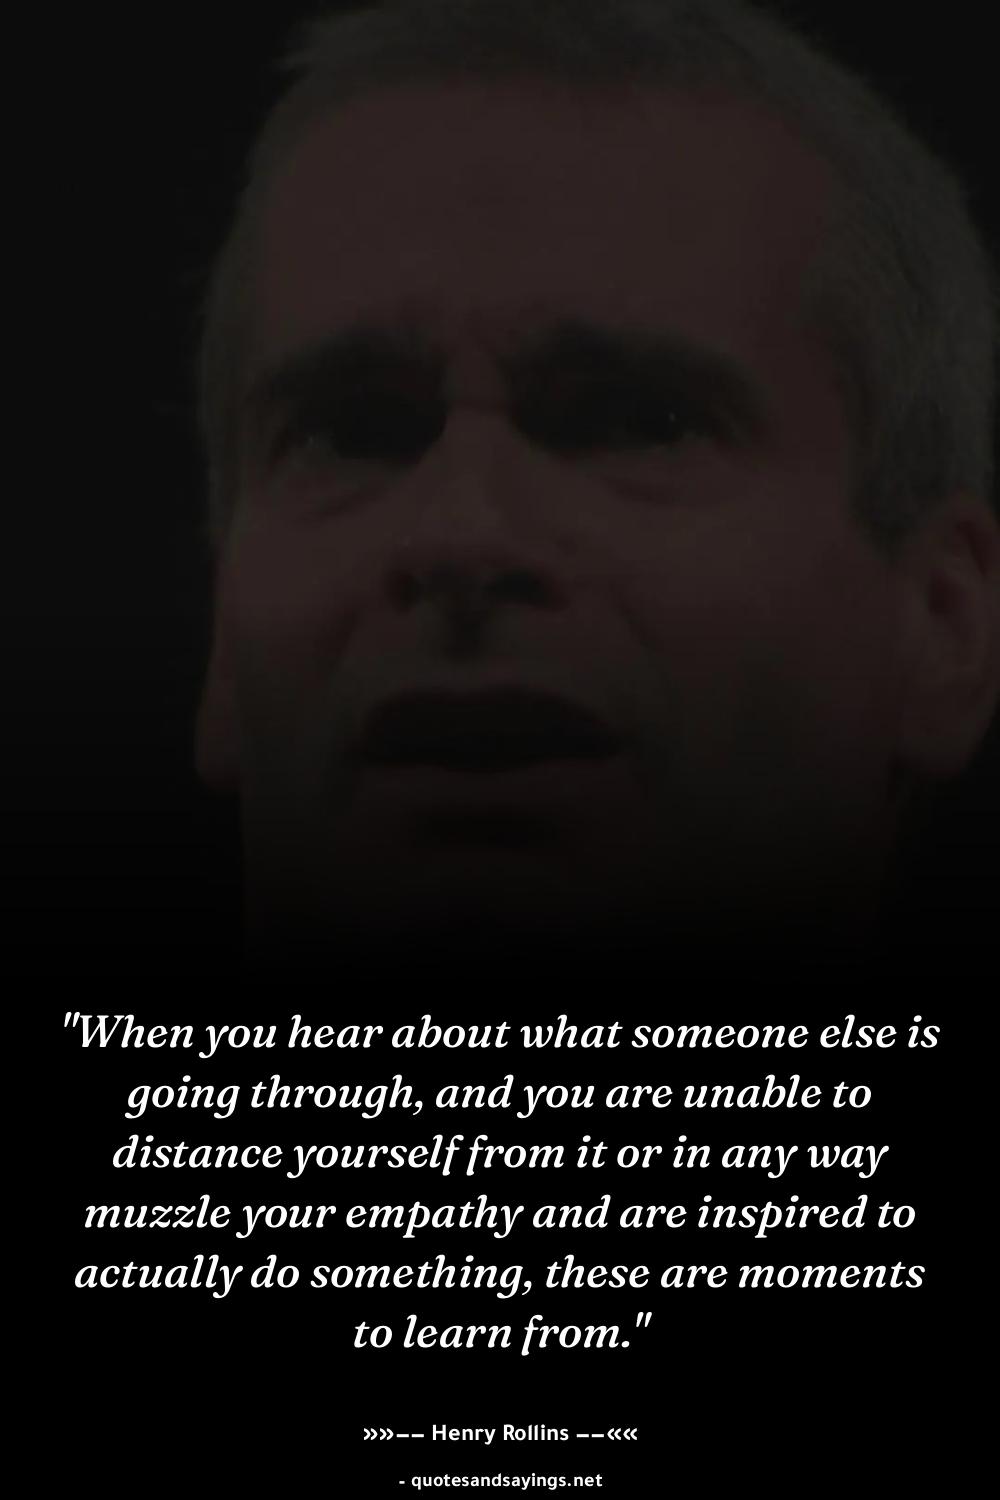 "When you hear about what someone else is
going through, and you are unable to
distance yourself from it or in any way
muzzle your empathy and are inspired to
actually do something, these are moments
to learn from."
»»−− Henry Rollins −−««
- quotesandsayings.net